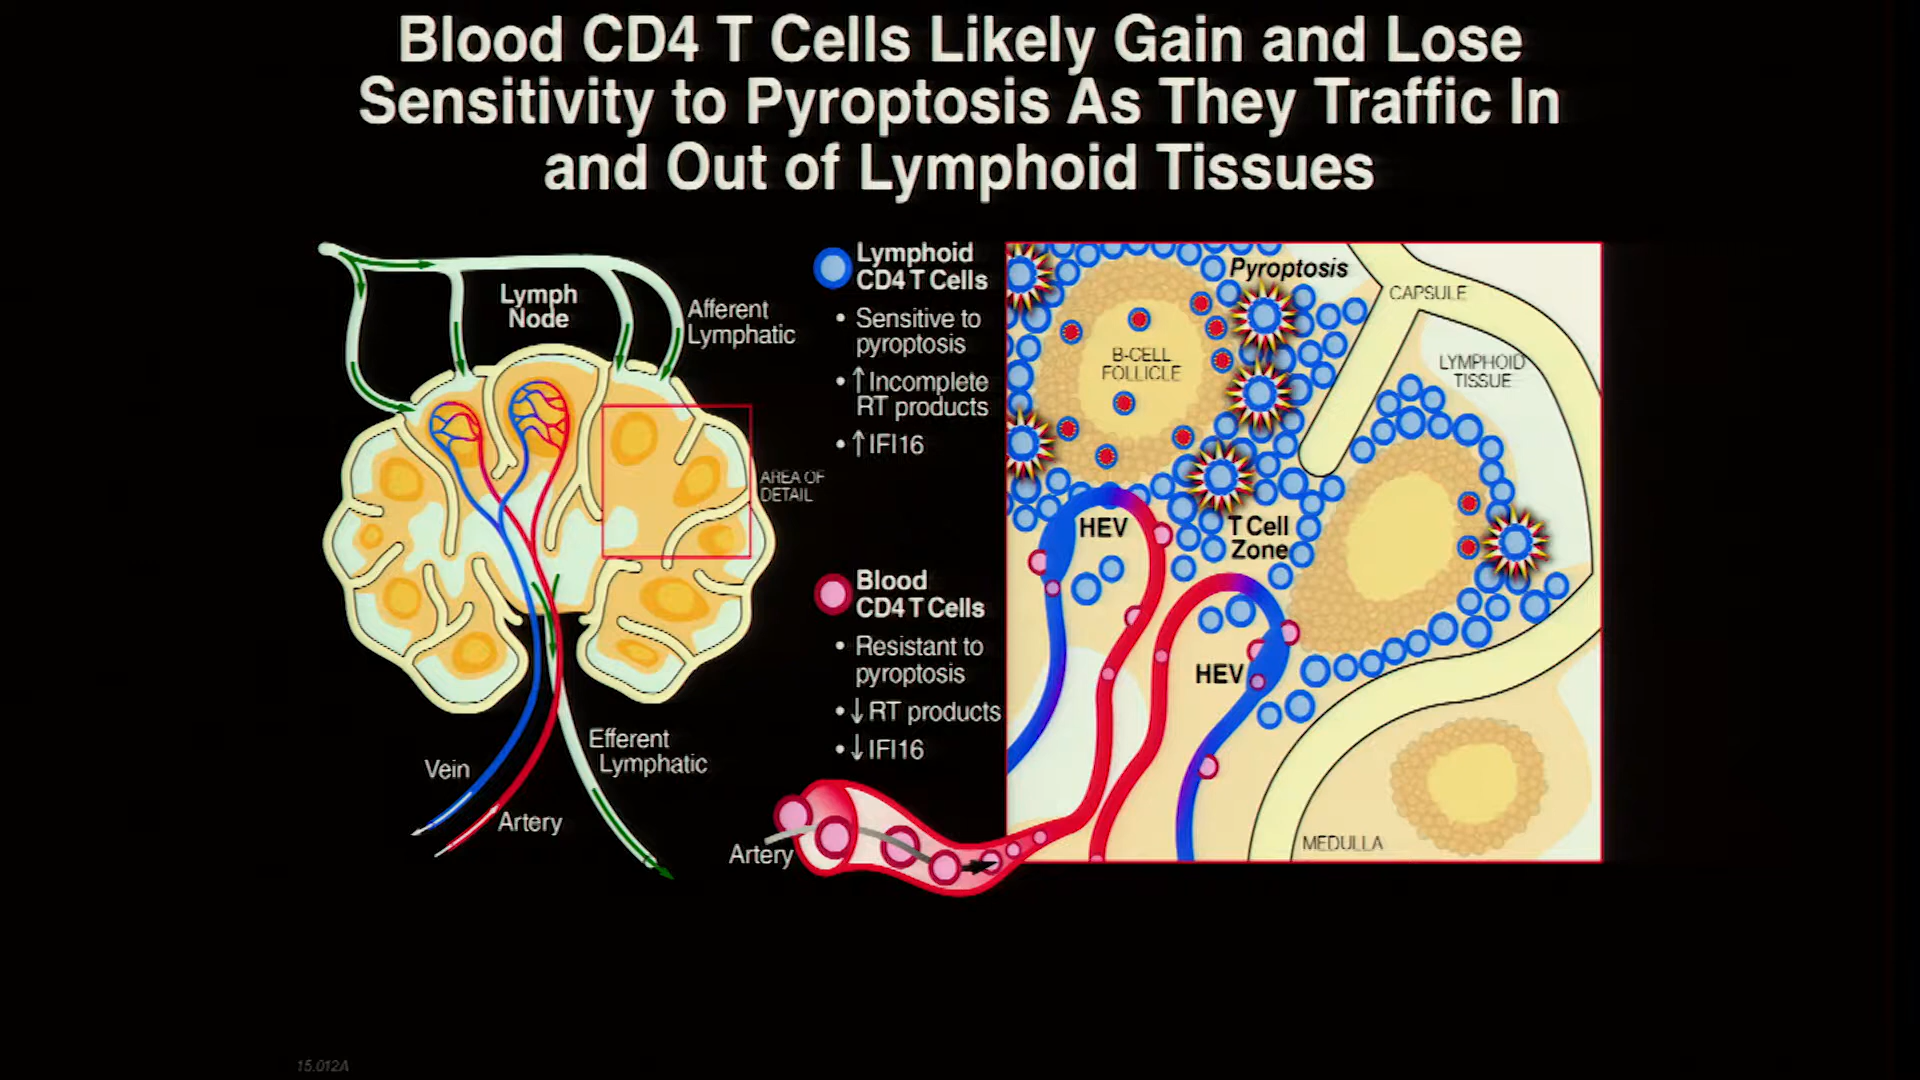 Blood CD4 T Cells Likely Gain and Lose
Sensitivity to Pyroptosis As They Traffic In
and Out of Lymphoid Tissues
Lymph
Node
Afferent
Lymphatic
AREA OF
DETAIL
Vein
Artery
Efferent
Lymphatic
Lymphoid
CD4 T Cells
• Sensitive to
pyroptosis
• ↑ Incomplete
RT products
• ↑ IFI16
Blood
CD4 T Cells
• Resistant to
pyroptosis
• ↓ RT products
• ↓ IFI16
Artery
Pyroptosis
CAPSULE
B-CELL
FOLLICLE
LYMPHOID
TISSUE
HEV
T Cell
Zone
HEV
MEDULLA
15.012A